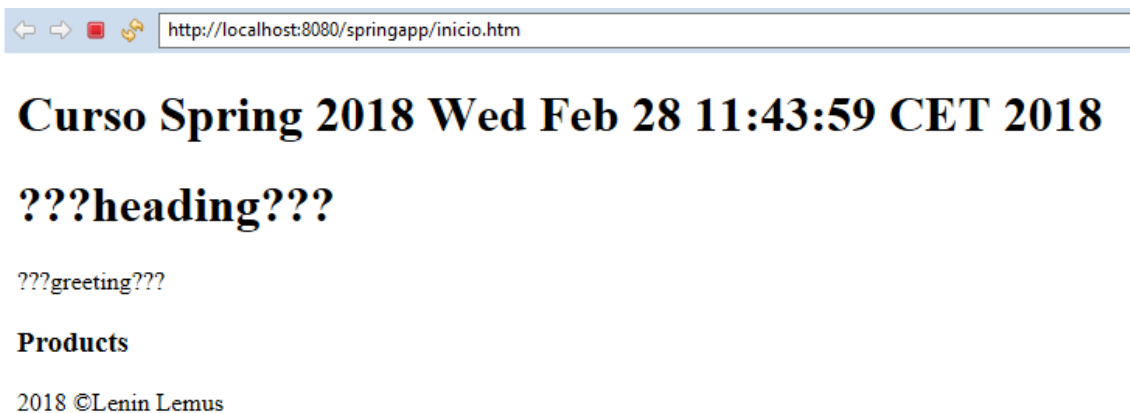 http://localhost:8080/springapp/inicio.htm
Curso Spring 2018 Wed Feb 28 11:43:59 CET 2018
???heading???
???greeting???
Products
2018 ©Lenin Lemus